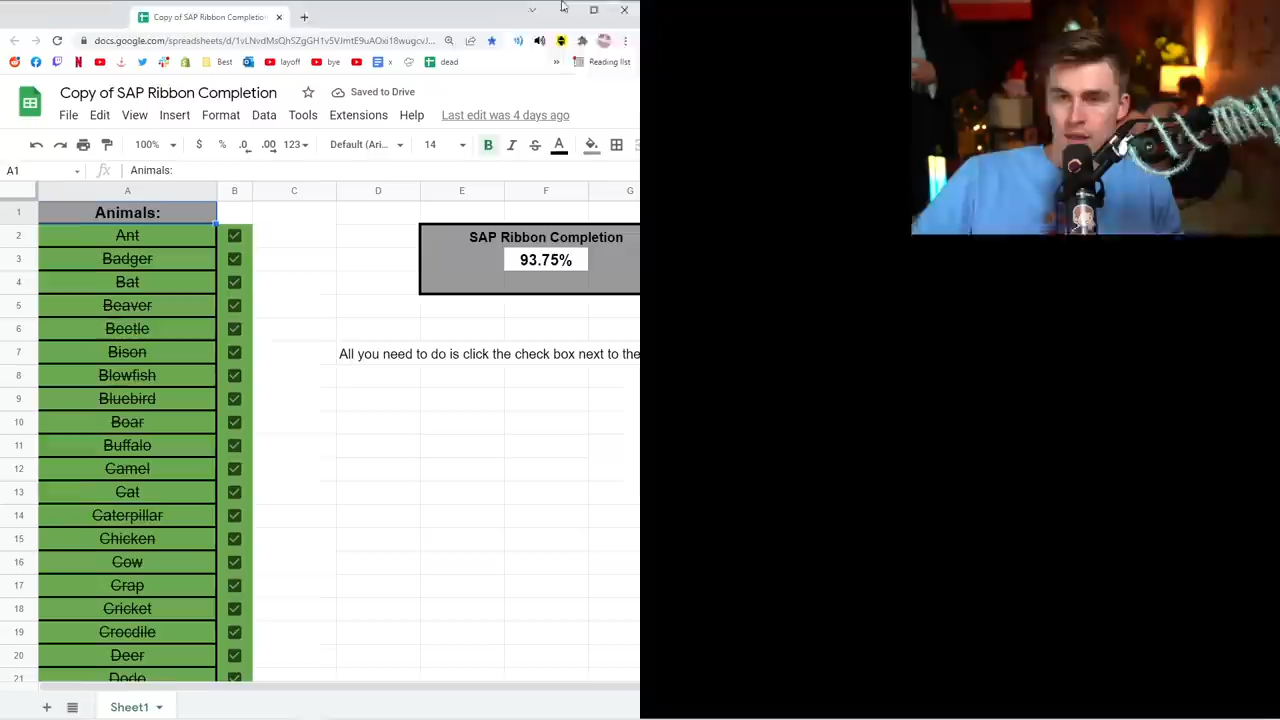 Copy of SAP Ribbon Completion
docs.google.com/spreadsheets/d/1vLNvdMsQhSZgGH1v5VJmtE9uAOxi18wugcvJ...
Best
layoff
bye
x
dead
»
Reading list
Copy of SAP Ribbon Completion
Saved to Drive
File Edit View Insert Format Data Tools Extensions Help Last edit was 4 days ago
100% $ % .0 .00 123 Default (Ari... 14 B I S A
A1 fx Animals:
A B C D E F G
1 Animals:
2 Ant SAP Ribbon Completion
3 Badger 93.75%
4 Bat
5 Beaver
6 Beetle
7 Bison All you need to do is click the check box next to the
8 Blowfish
9 Bluebird
10 Boar
11 Buffalo
12 Camel
13 Cat
14 Caterpillar
15 Chicken
16 Cow
17 Crap
18 Cricket
19 Crocdile
20 Deer
21 Dodo
Sheet1